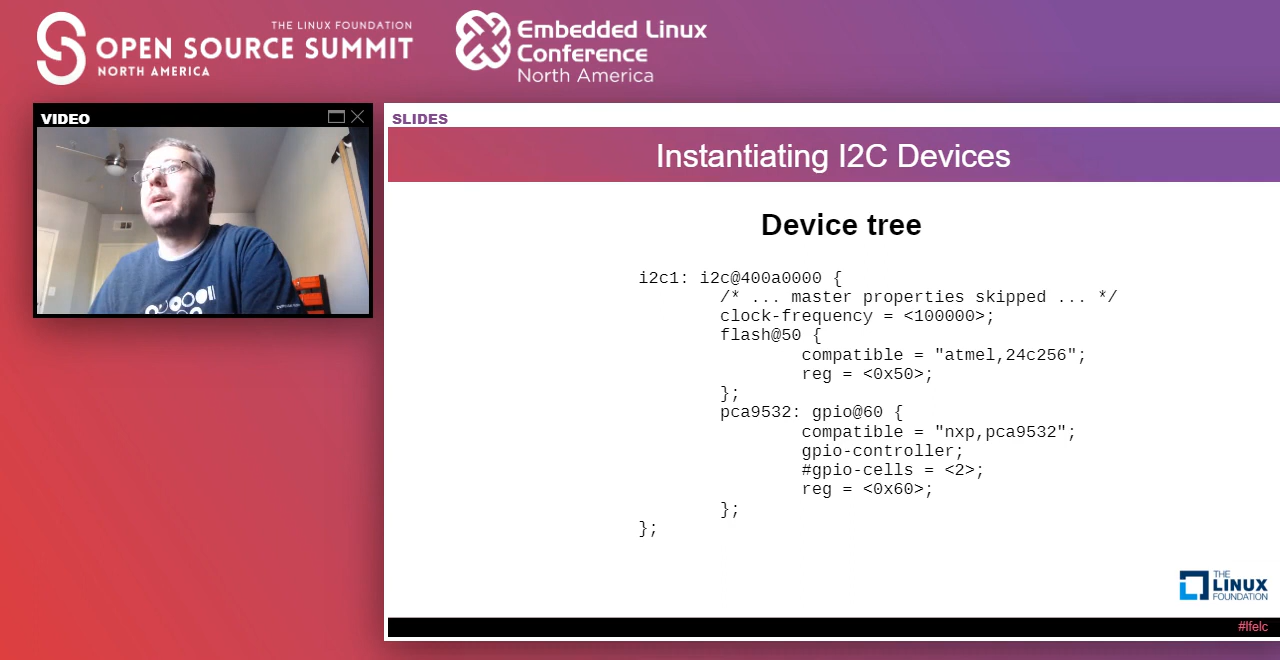 THE LINUX FOUNDATION
OPEN SOURCE SUMMIT
NORTH AMERICA
Embedded Linux
Conference
North America
VIDEO
SLIDES
Instantiating I2C Devices
Device tree
i2c1: i2c@400a0000 {
/* ... master properties skipped ... */
clock-frequency = <100000>;
flash@50 {
compatible = "atmel,24c256";
reg = <0x50>;
};
pca9532: gpio@60 {
compatible = "nxp,pca9532";
gpio-controller;
#gpio-cells = <2>;
reg = <0x60>;
};
};
THE
LINUX
FOUNDATION
#lfelc